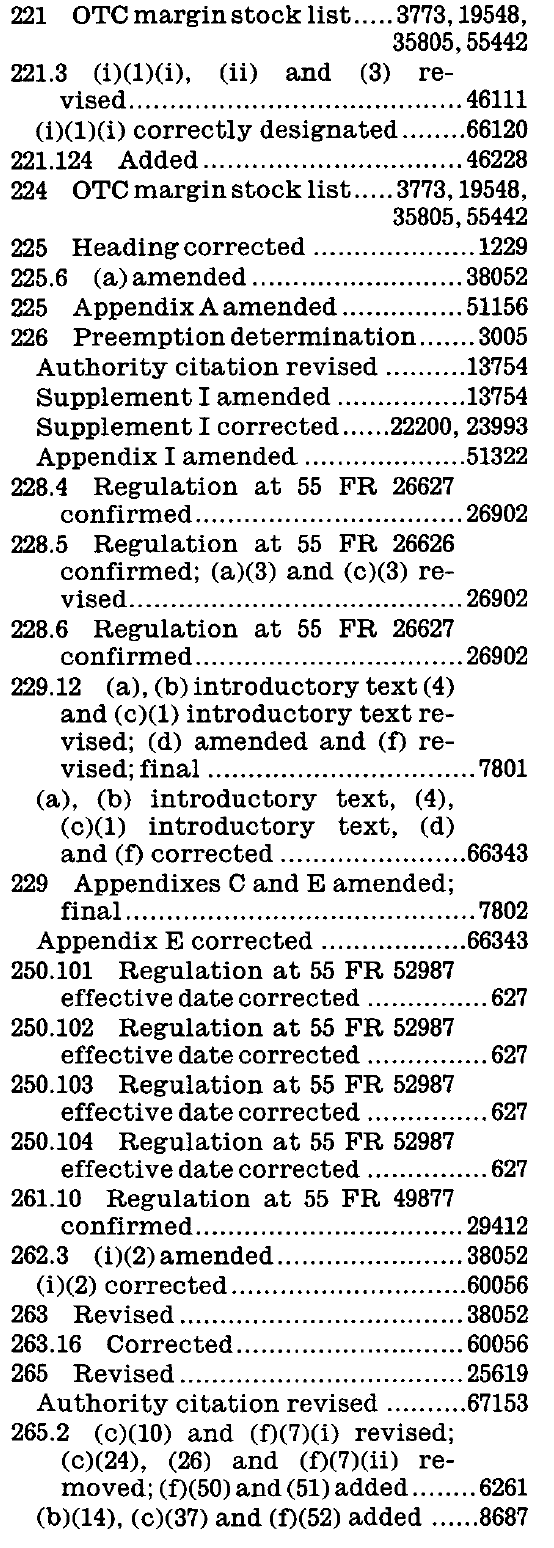 221 OTC margin stock list.....3773, 19548,
35805, 55442
221.3 (i)(1)(i), (ii) and (3) re-
vised.........................................46111
(i)(1)(i) correctly designated........66120
221.124 Added................................46228
224 OTC margin stock list.....3773, 19548,
35805, 55442
225 Heading corrected ....................1229
225.6 (a) amended..........................38052
225 Appendix A amended...............51156
226 Preemption determination.......3005
Authority citation revised ..........13754
Supplement I amended ................13754
Supplement I corrected......22200, 23993
Appendix I amended ....................51322
228.4 Regulation at 55 FR 26627
confirmed.................................26902
228.5 Regulation at 55 FR 26626
confirmed; (a)(3) and (c)(3) re-
vised.........................................26902
228.6 Regulation at 55 FR 26627
confirmed.................................26902
229.12 (a), (b) introductory text (4)
and (c)(1) introductory text re-
vised; (d) amended and (f) re-
vised; final .................................7801
(a), (b) introductory text, (4),
(c)(1) introductory text, (d)
and (f) corrected .......................66343
229 Appendixes C and E amended;
final...........................................7802
Appendix E corrected ..................66343
250.101 Regulation at 55 FR 52987
effective date corrected ...............627
250.102 Regulation at 55 FR 52987
effective date corrected ...............627
250.103 Regulation at 55 FR 52987
effective date corrected ...............627
250.104 Regulation at 55 FR 52987
effective date corrected ...............627
261.10 Regulation at 55 FR 49877
confirmed.................................29412
262.3 (i)(2) amended.......................38052
(i)(2) corrected.............................60056
263 Revised...................................38052
263.16 Corrected............................60056
265 Revised...................................25619
Authority citation revised ..........67153
265.2 (c)(10) and (f)(7)(i) revised;
(c)(24), (26) and (f)(7)(ii) re-
moved; (f)(50) and (51) added........6261
(b)(14), (c)(37) and (f)(52) added ......8687